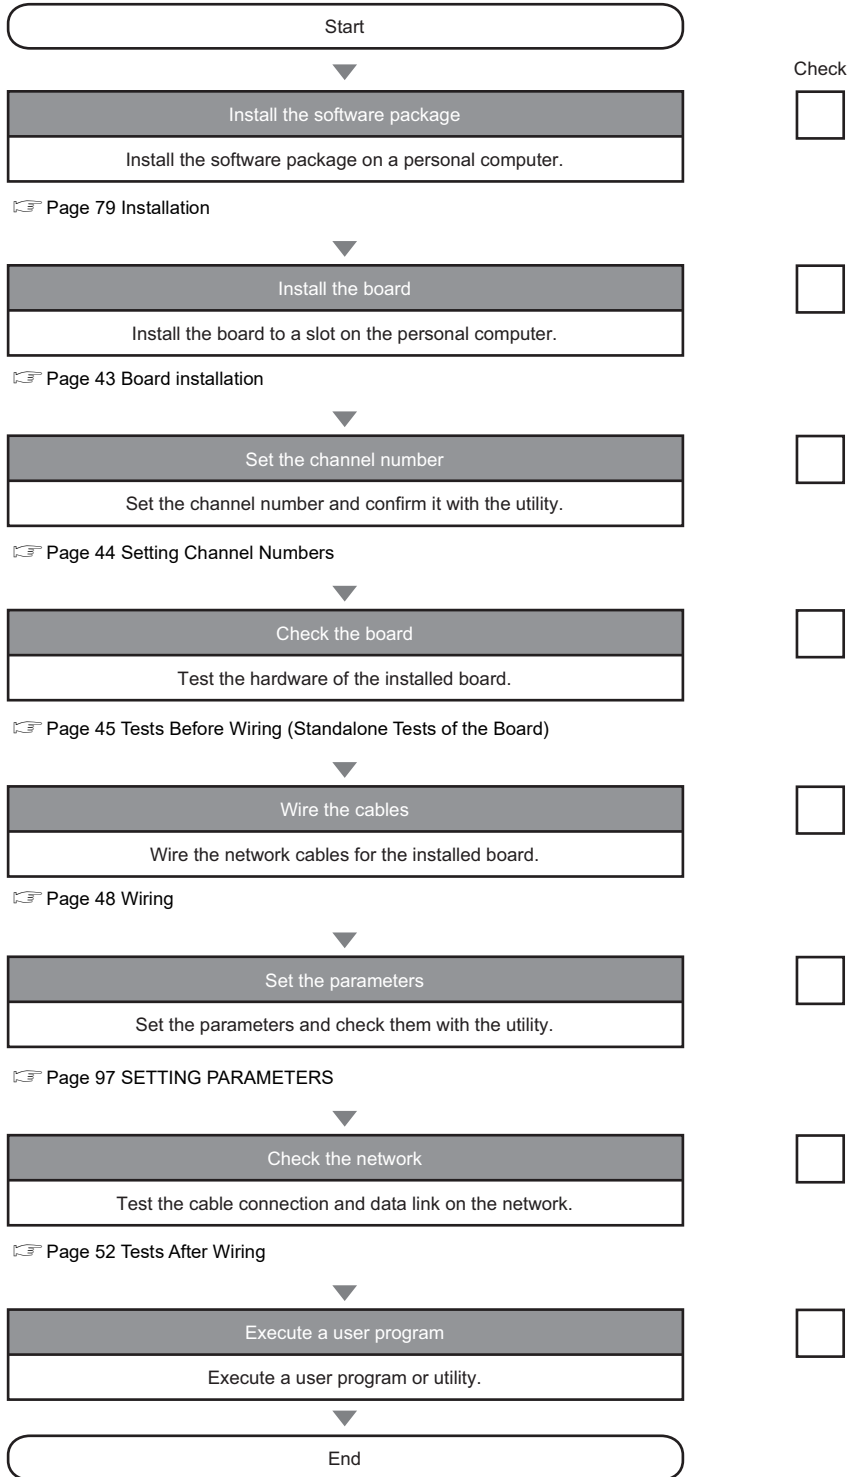 Start
Check
Install the software package
Install the software package on a personal computer.
☞ Page 79 Installation
Install the board
Install the board to a slot on the personal computer.
☞ Page 43 Board installation
Set the channel number
Set the channel number and confirm it with the utility.
☞ Page 44 Setting Channel Numbers
Check the board
Test the hardware of the installed board.
☞ Page 45 Tests Before Wiring (Standalone Tests of the Board)
Wire the cables
Wire the network cables for the installed board.
☞ Page 48 Wiring
Set the parameters
Set the parameters and check them with the utility.
☞ Page 97 SETTING PARAMETERS
Check the network
Test the cable connection and data link on the network.
☞ Page 52 Tests After Wiring
Execute a user program
Execute a user program or utility.
End